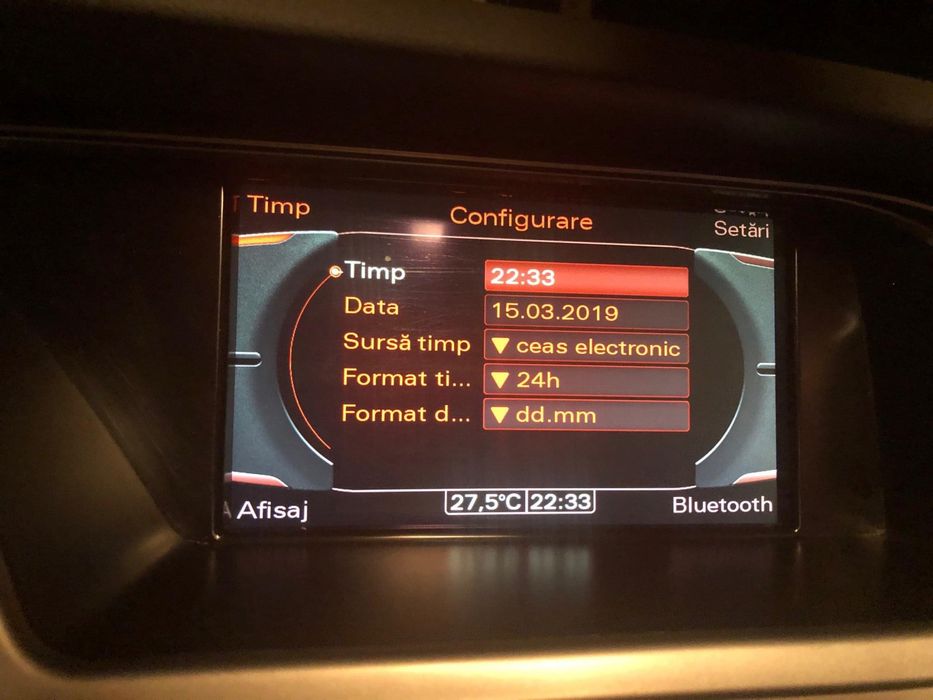 Timp
Configurare
Setări
Timp 22:33
Data 15.03.2019
Sursă timp ceas electronic
Format ti... 24h
Format d... dd.mm
Afisaj
27,5°C 22:33
Bluetooth